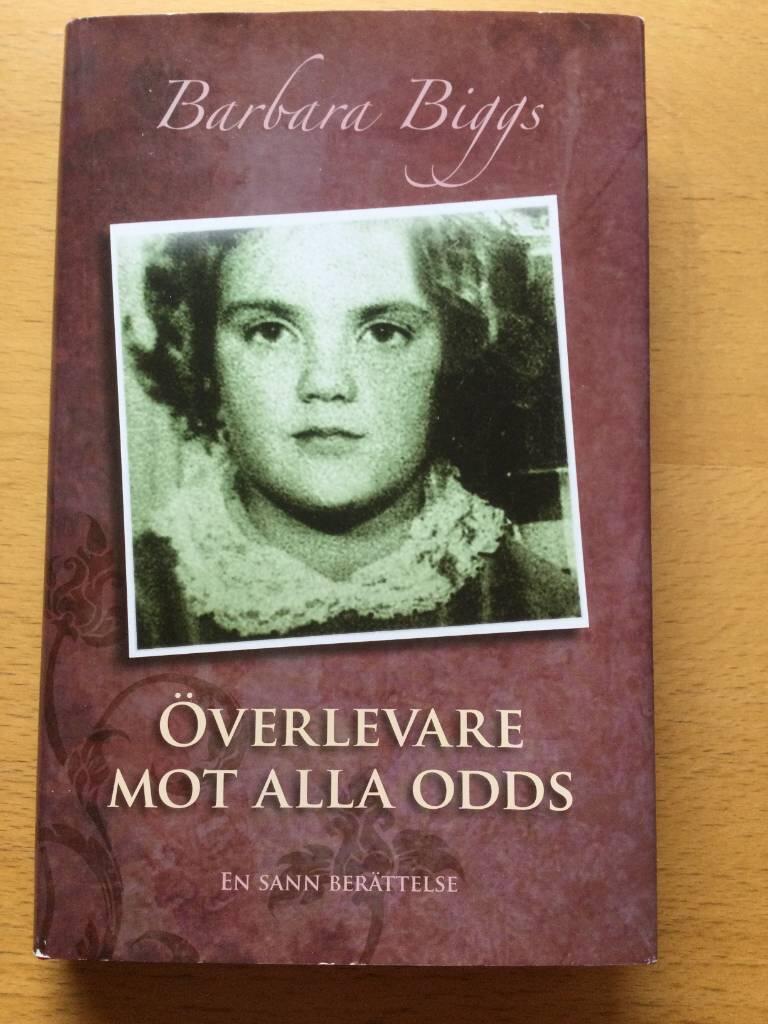 Barbara Biggs
ÖVERLEVARE
MOT ALLA ODDS
EN SANN BERÄTTELSE